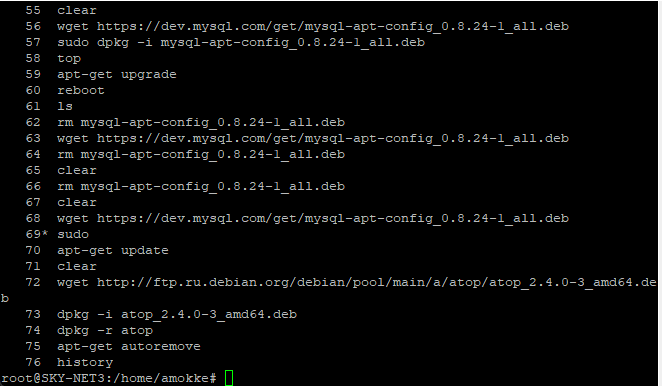 55 clear
56 wget https://dev.mysql.com/get/mysql-apt-config_0.8.24-1_all.deb
57 sudo dpkg -i mysql-apt-config_0.8.24-1_all.deb
58 top
59 apt-get upgrade
60 reboot
61 ls
62 rm mysql-apt-config_0.8.24-1_all.deb
63 wget https://dev.mysql.com/get/mysql-apt-config_0.8.24-1_all.deb
64 rm mysql-apt-config_0.8.24-1_all.deb
65 clear
66 rm mysql-apt-config_0.8.24-1_all.deb
67 clear
68 wget https://dev.mysql.com/get/mysql-apt-config_0.8.24-1_all.deb
69* sudo
70 apt-get update
71 clear
72 wget http://ftp.ru.debian.org/debian/pool/main/a/atop/atop_2.4.0-3_amd64.de
b
73 dpkg -i atop_2.4.0-3_amd64.deb
74 dpkg -r atop
75 apt-get autoremove
76 history
root@SKY-NET3:/home/amokke#